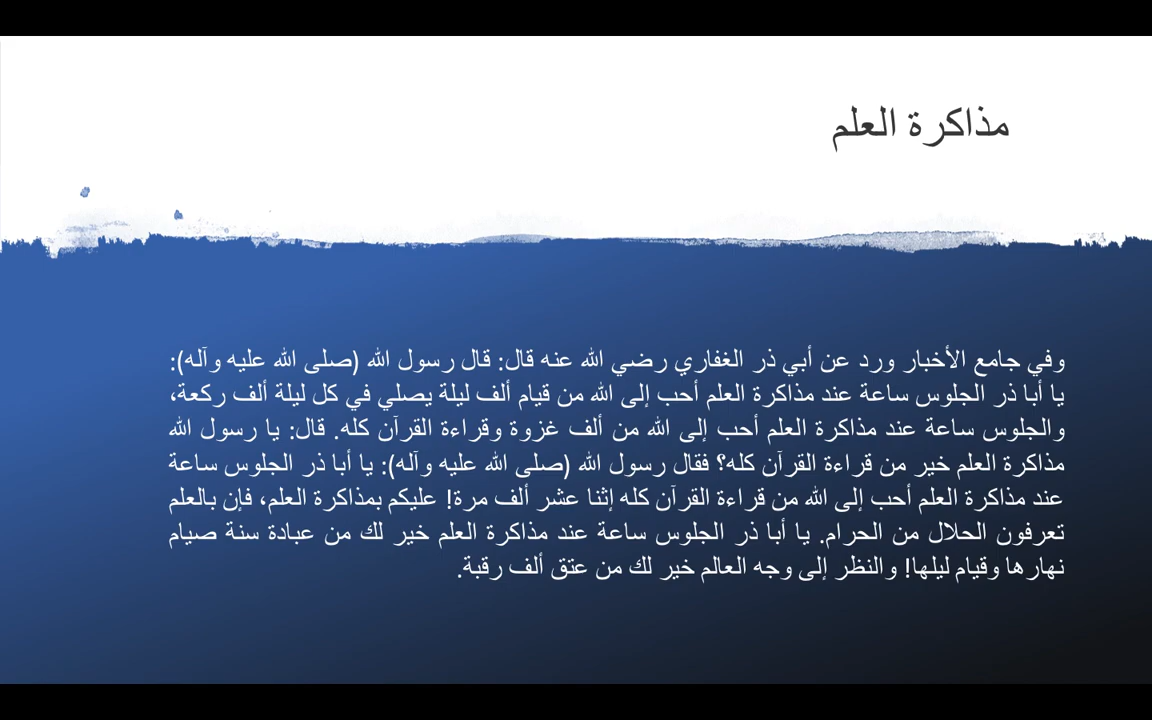 مذاكرة العلم
وفي جامع الأخبار ورد عن أبي ذر الغفاري رضي الله عنه قال: قال رسول الله (صلى الله عليه وآله):
يا أبا ذر الجلوس ساعة عند مذاكرة العلم أحب إلى الله من قيام ألف ليلة يصلي في كل ليلة ألف ركعة،
والجلوس ساعة عند مذاكرة العلم أحب إلى الله من ألف غزوة وقراءة القرآن كله. قال: يا رسول الله
مذاكرة العلم خير من قراءة القرآن كله؟ فقال رسول الله (صلى الله عليه وآله): يا أبا ذر الجلوس ساعة
عند مذاكرة العلم أحب إلى الله من قراءة القرآن كله إثنا عشر ألف مرة! عليكم بمذاكرة العلم، فإن بالعلم
تعرفون الحلال من الحرام. يا أبا ذر الجلوس ساعة عند مذاكرة العلم خير لك من عبادة سنة صيام
نهارها وقيام ليلها! والنظر إلى وجه العالم خير لك من عتق ألف رقبة.